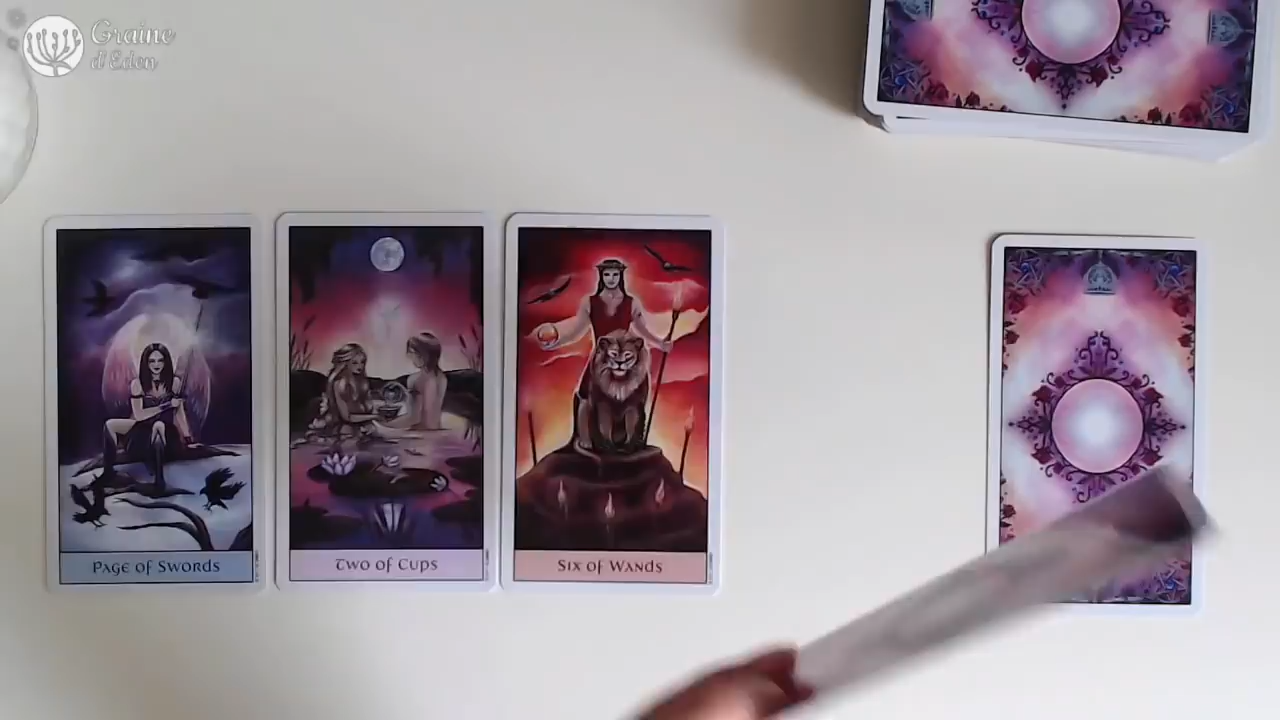 Graine
d'Eden
Page of Swords
Two of Cups
Six of Wands